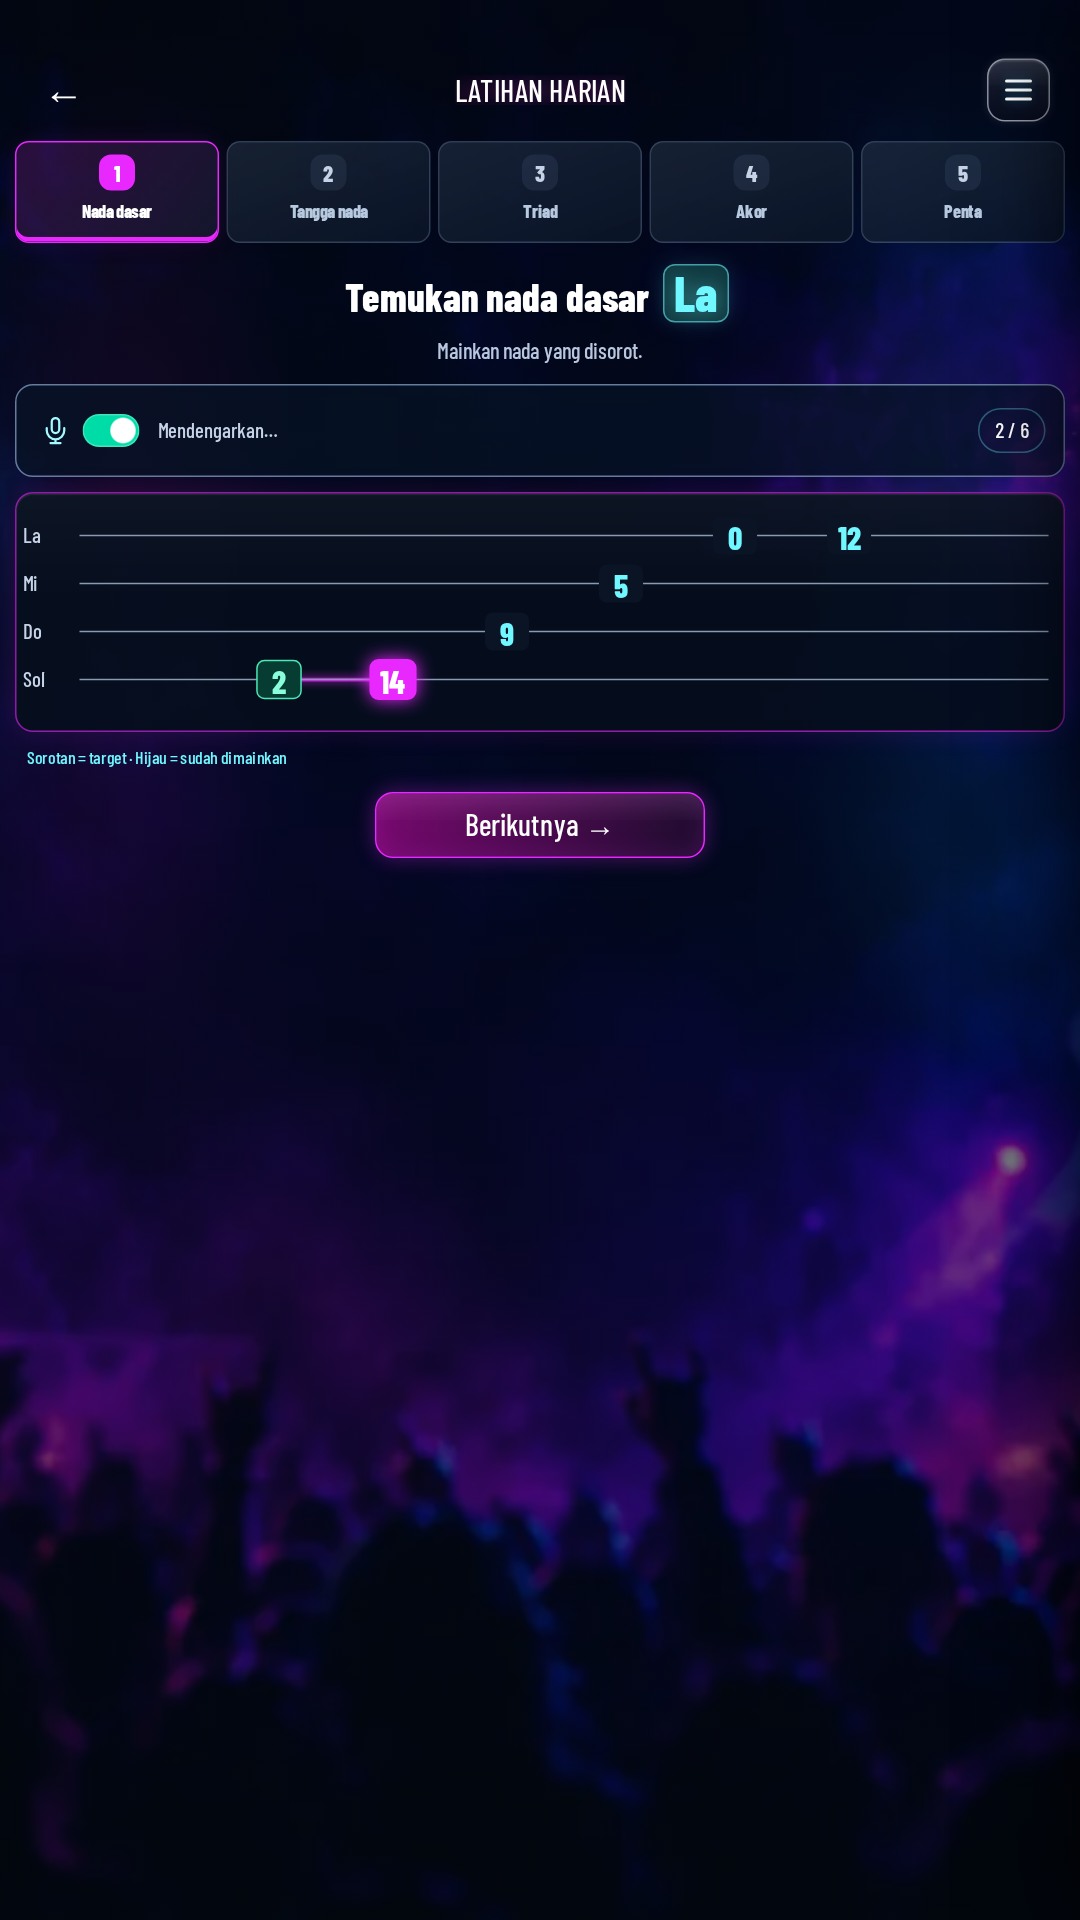 ←
LATIHAN HARIAN
1
Nada dasar
2
Tangga nada
3
Triad
4
Akor
5
Penta
Temukan nada dasar La
Mainkan nada yang disorot.
Mendengarkan... 2 / 6
La 0 12
Mi 5
Do 9
Sol 2 14
Sorotan = target · Hijau = sudah dimainkan
Berikutnya →